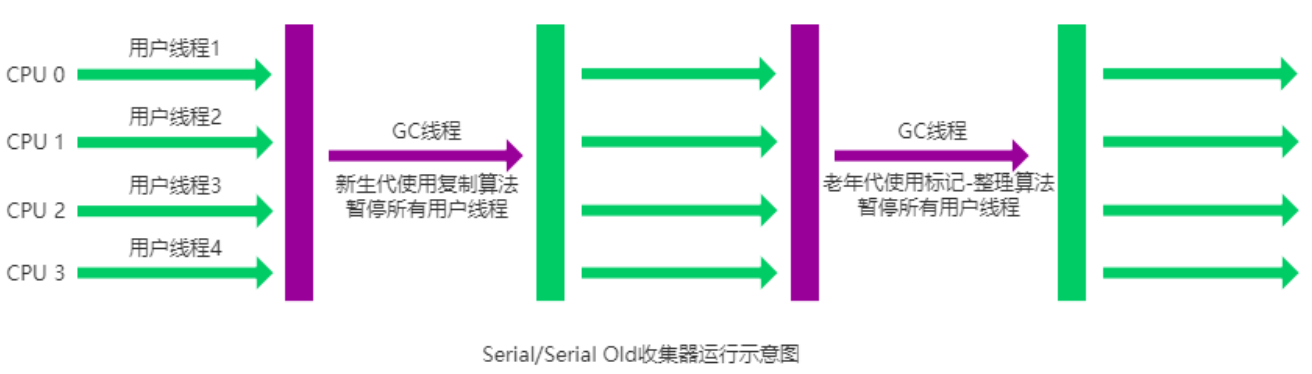 用户线程1
CPU 0
用户线程2
CPU 1
用户线程3
CPU 2
用户线程4
CPU 3
GC线程
新生代使用复制算法
暂停所有用户线程
GC线程
老年代使用标记-整理算法
暂停所有用户线程
Serial/Serial Old收集器运行示意图